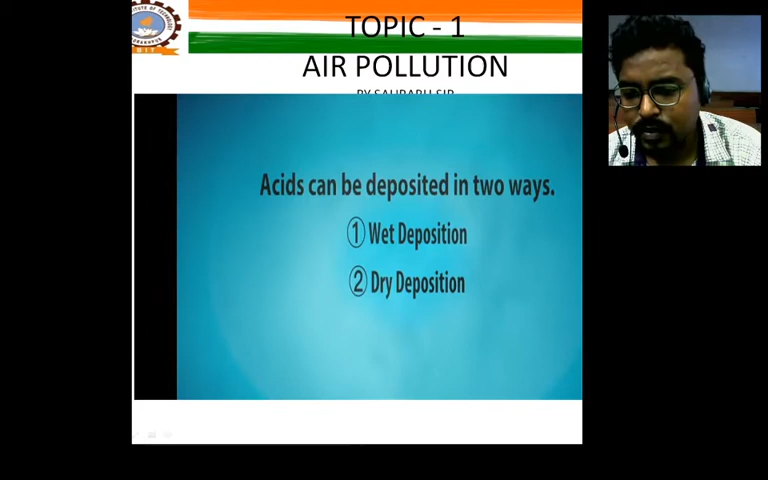 TOPIC - 1
AIR POLLUTION
BY SAURABH SIR
Acids can be deposited in two ways.
① Wet Deposition
② Dry Deposition